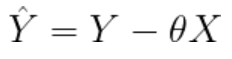 Ŷ = Y − θX